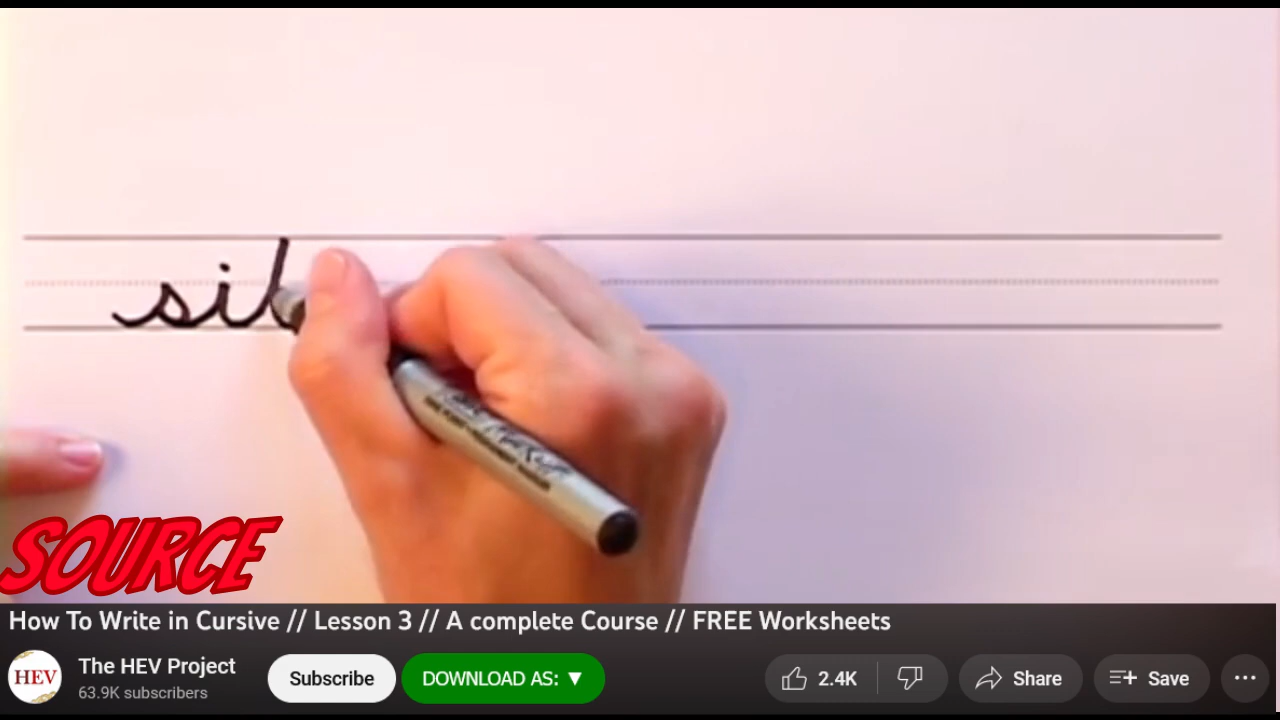 sil
SOURCE
How To Write in Cursive // Lesson 3 // A complete Course // FREE Worksheets
HEV
The HEV Project
63.9K subscribers
Subscribe
DOWNLOAD AS: ▼
2.4K
Share
Save